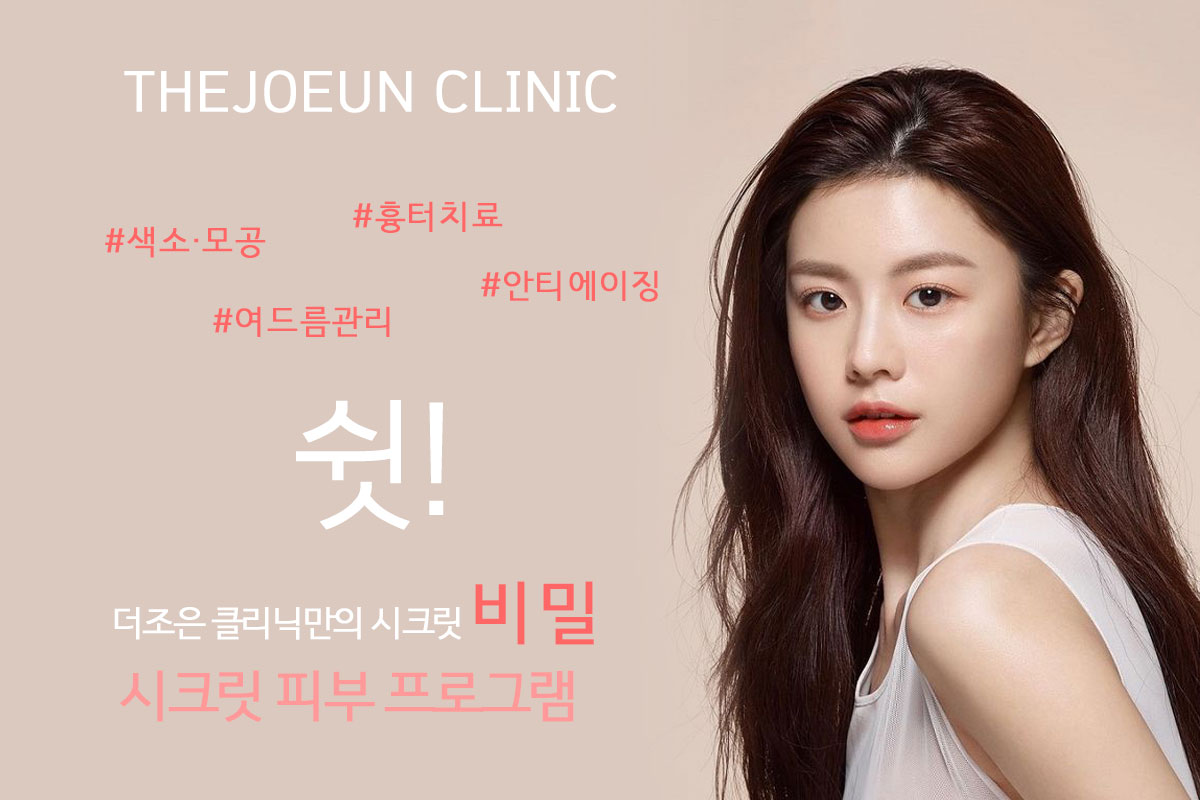 THEJOEUN CLINIC
#흉터치료
#색소·모공
#안티에이징
#여드름관리
쉿!
더조은 클리닉만의 시크릿 비밀
시크릿 피부 프로그램